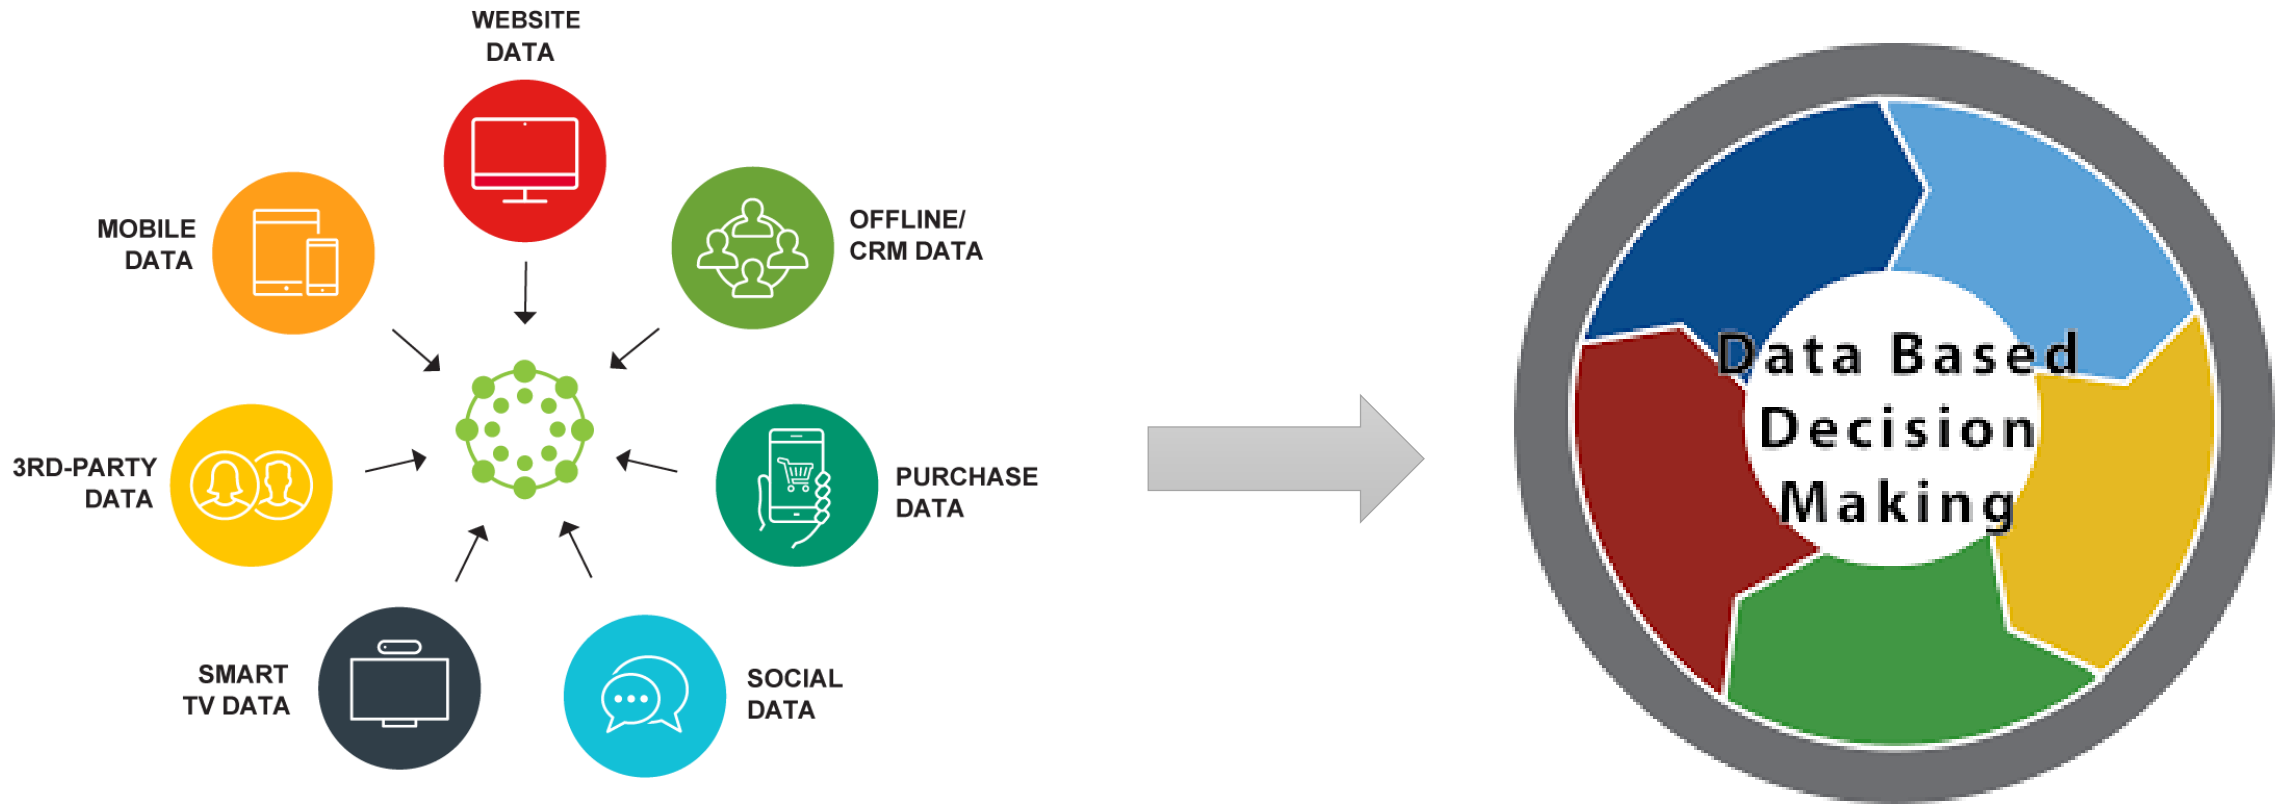 WEBSITE
DATA
OFFLINE/
CRM DATA
MOBILE
DATA
3RD-PARTY
DATA
PURCHASE
DATA
SMART
TV DATA
SOCIAL
DATA
Data Based
Decision
Making